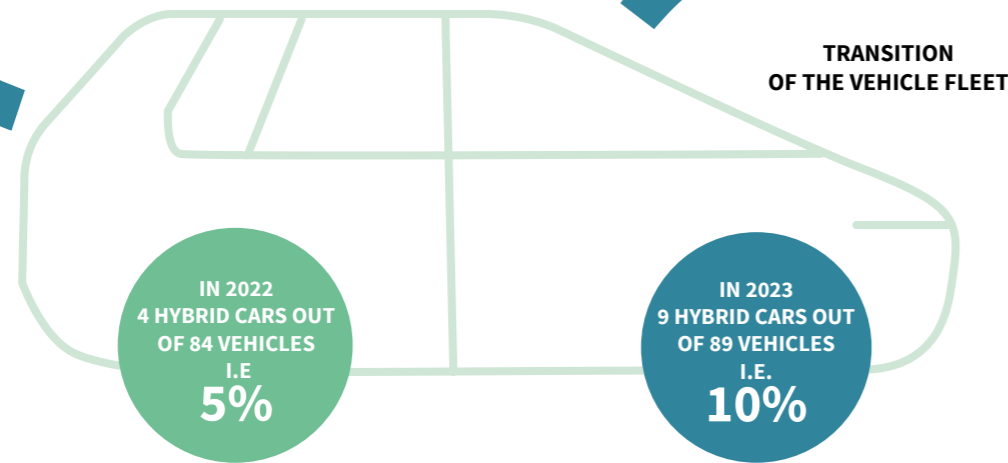 TRANSITION
OF THE VEHICLE FLEET
IN 2022
4 HYBRID CARS OUT
OF 84 VEHICLES
I.E
5%
IN 2023
9 HYBRID CARS OUT
OF 89 VEHICLES
I.E.
10%